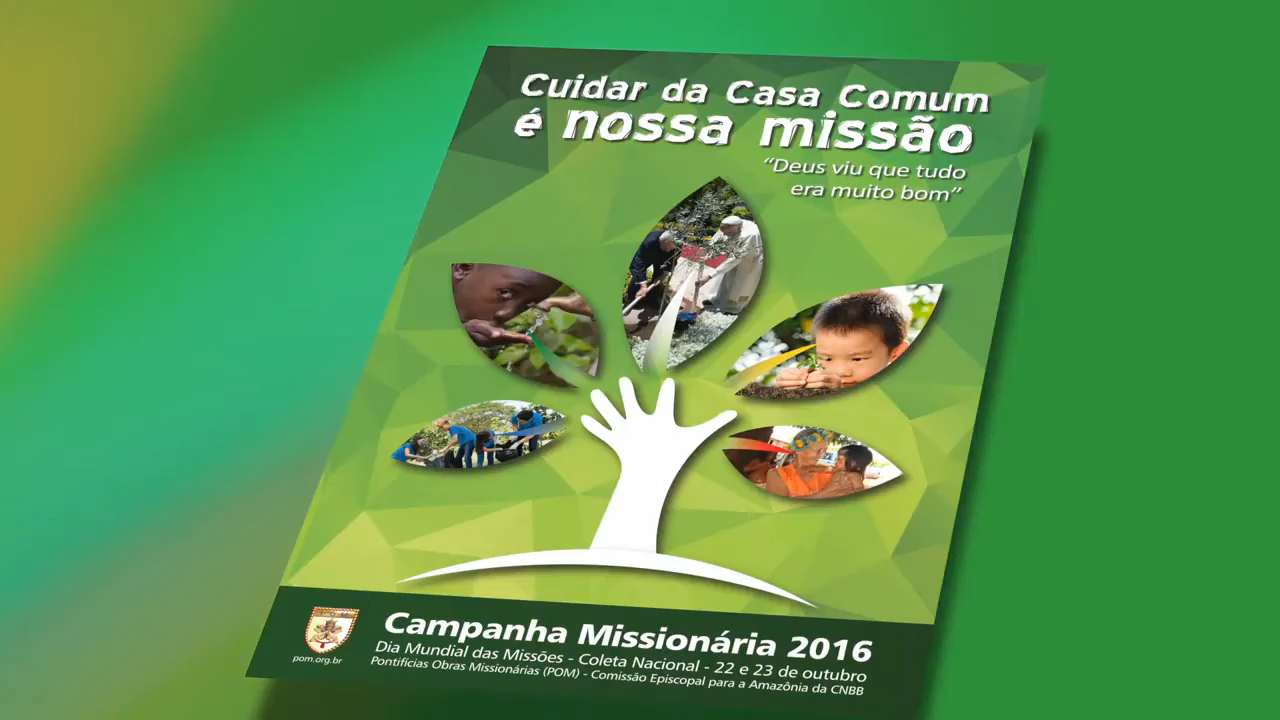 Cuidar da Casa Comum
é nossa missão
“Deus viu que tudo
era muito bom”
pom.org.br
Campanha Missionária 2016
Dia Mundial das Missões - Coleta Nacional - 22 e 23 de outubro
Pontifícias Obras Missionárias (POM) - Comissão Episcopal para a Amazônia da CNBB